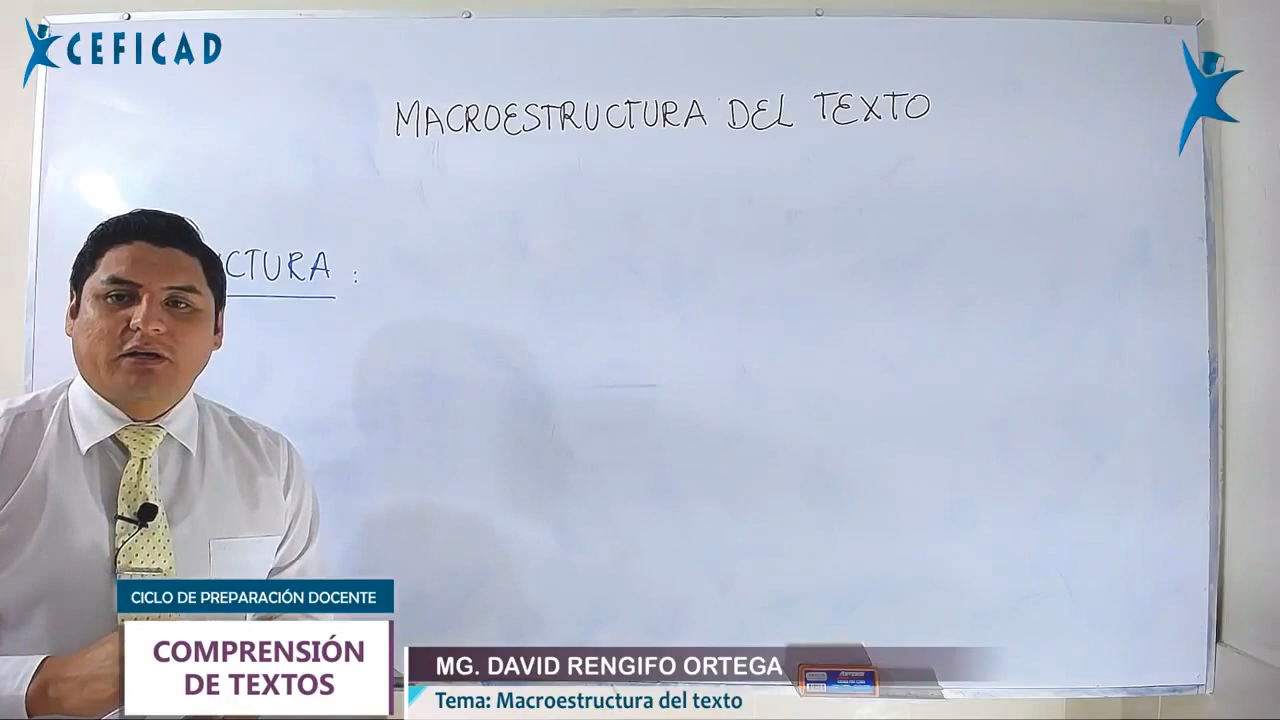 CEFICAD
MACROESTRUCTURA DEL TEXTO
CTURA :
CICLO DE PREPARACIÓN DOCENTE
COMPRENSIÓN
DE TEXTOS
MG. DAVID RENGIFO ORTEGA
Tema: Macroestructura del texto